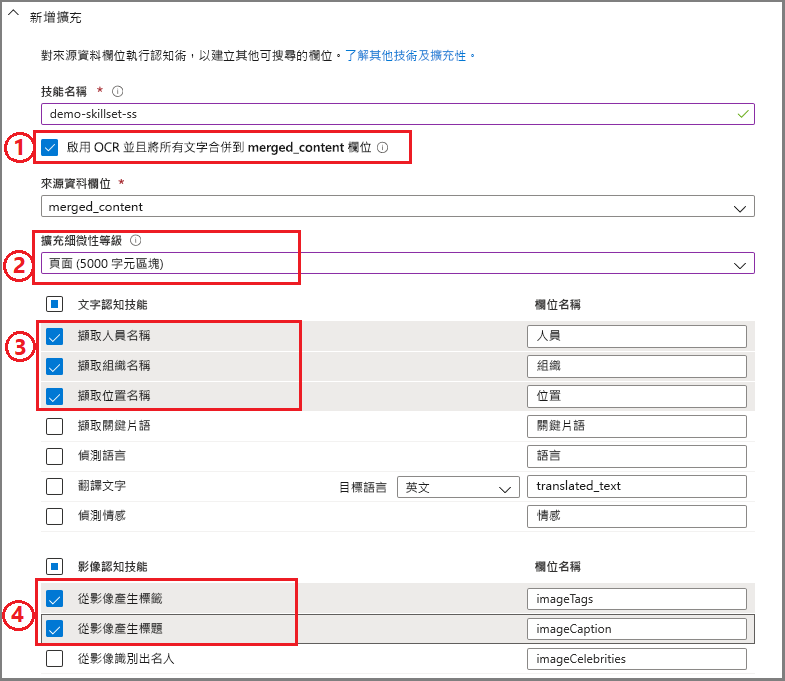 新增擴充
對來源資料欄位執行認知術，以建立其他可搜尋的欄位。了解其他技術及擴充性。
技能名稱 *
demo-skillset-ss
1 啟用 OCR 並且將所有文字合併到 merged_content 欄位
來源資料欄位 *
merged_content
擴充細微性等級
2 頁面 (5000 字元區塊)
文字認知技能 欄位名稱
擷取人員名稱 人員
3 擷取組織名稱 組織
擷取位置名稱 位置
擷取關鍵片語 關鍵片語
偵測語言 語言
翻譯文字 目標語言 英文 translated_text
偵測情感 情感
影像認知技能 欄位名稱
從影像產生標籤 imageTags
4 從影像產生標題 imageCaption
從影像識別出名人 imageCelebrities